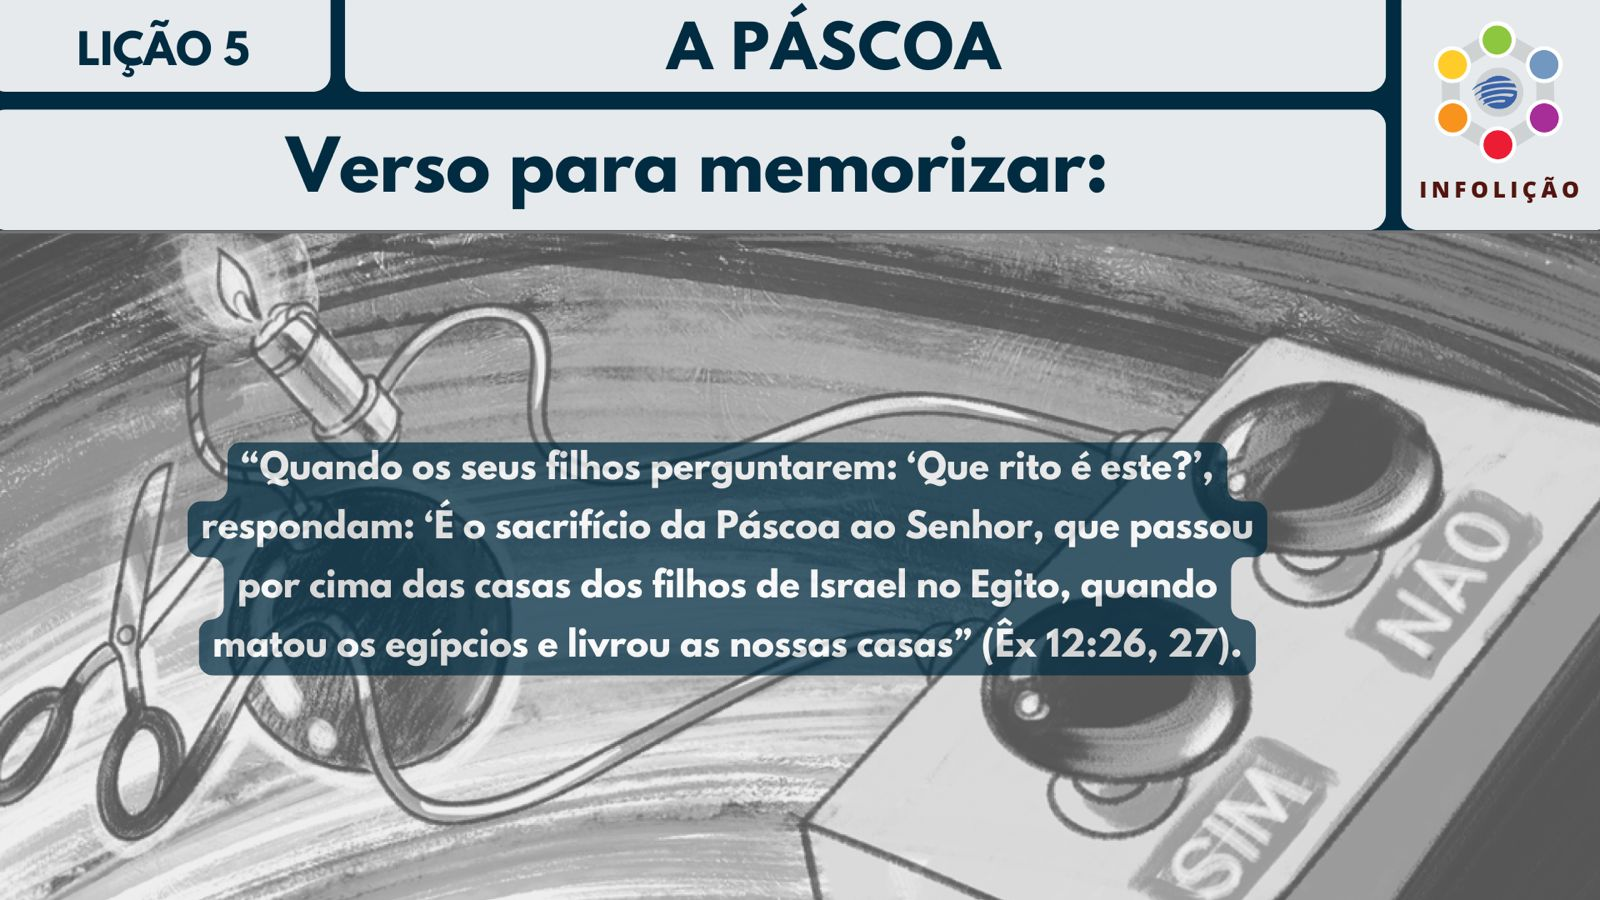 LIÇÃO 5
A PÁSCOA
Verso para memorizar:
INFOLIÇÃO
“Quando os seus filhos perguntarem: ‘Que rito é este?’,
respondam: ‘É o sacrifício da Páscoa ao Senhor, que passou
por cima das casas dos filhos de Israel no Egito, quando
matou os egípcios e livrou as nossas casas” (Êx 12:26, 27).
NÃO
SIM